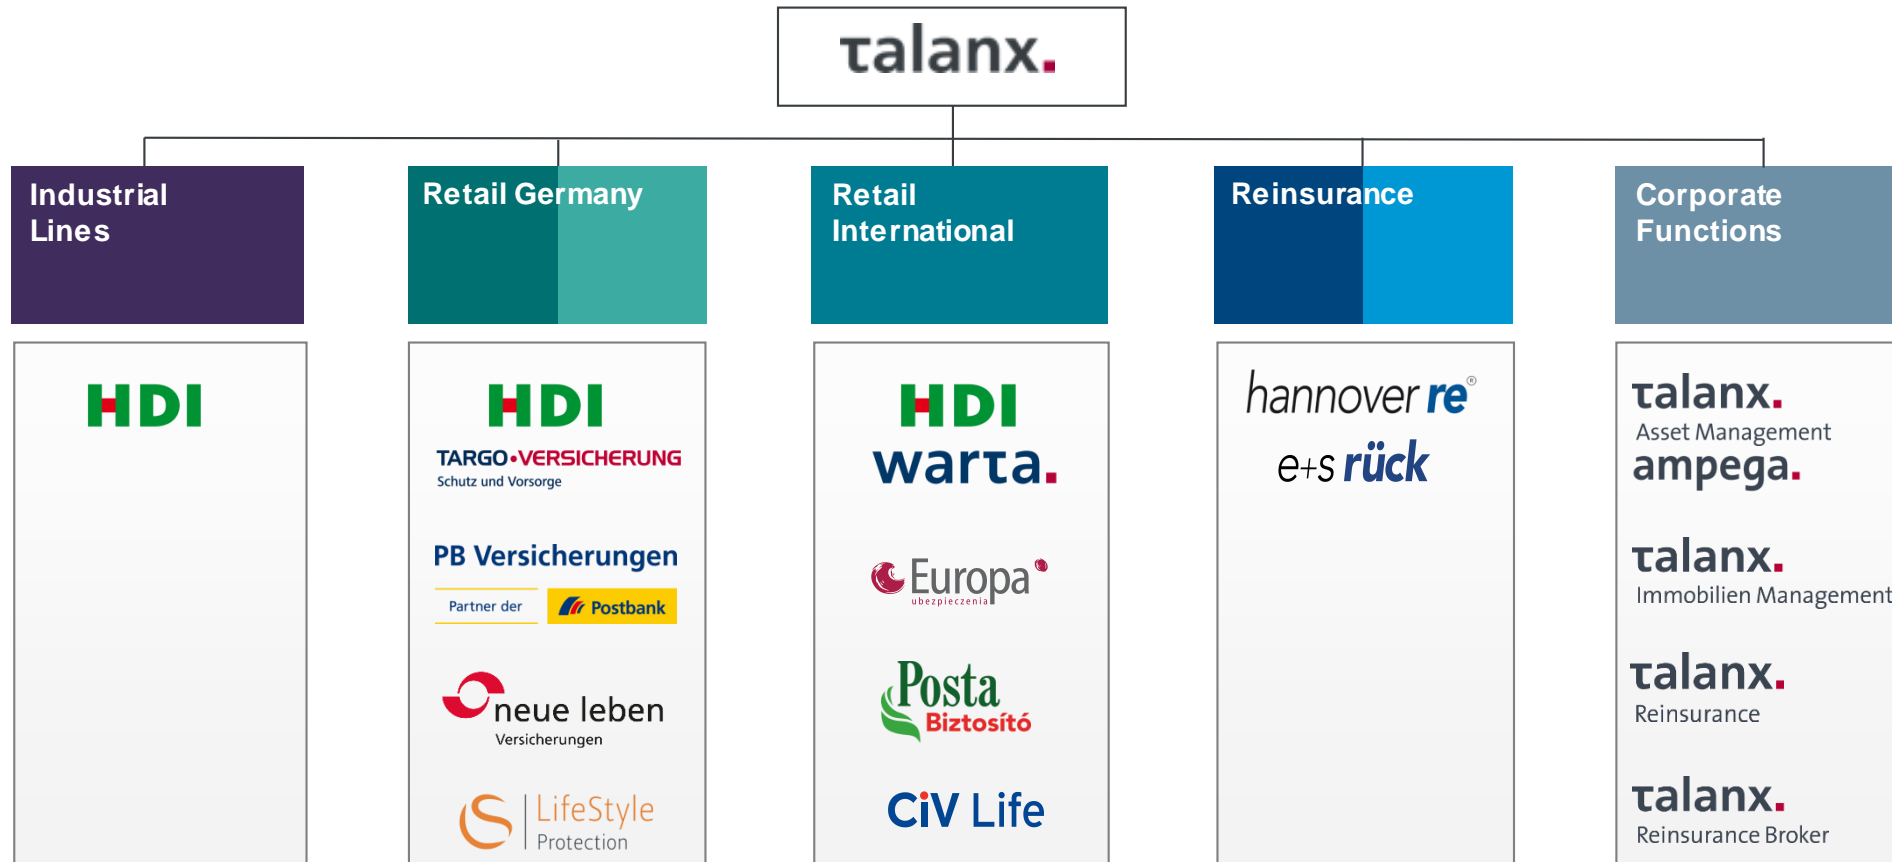 talanx.
Industrial
Lines
Retail Germany
Retail
International
Reinsurance
Corporate
Functions
HDI
HDI
TARGO•VERSICHERUNG
Schutz und Vorsorge
PB Versicherungen
Partner der
Postbank
neue leben
Versicherungen
LifeStyle
Protection
HDI
warta.
Europa
ubezpieczenia
Posta
Biztosító
CiV Life
hannover re®
e+s rück
talanx.
Asset Management
ampega.
talanx.
Immobilien Management
talanx.
Reinsurance
talanx.
Reinsurance Broker